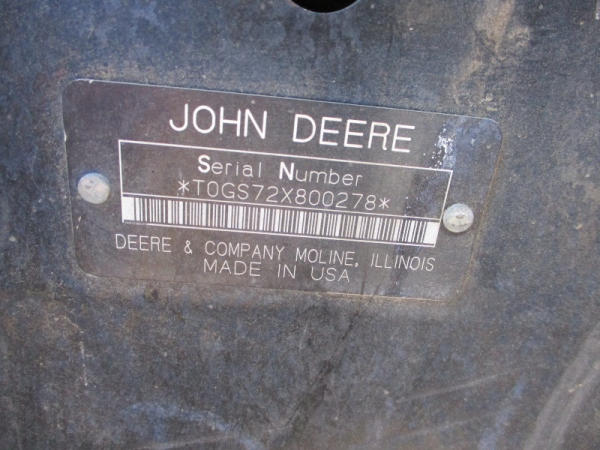 JOHN DEERE
Serial Number
*T0GS72X800278*
DEERE & COMPANY MOLINE, ILLINOIS
MADE IN USA